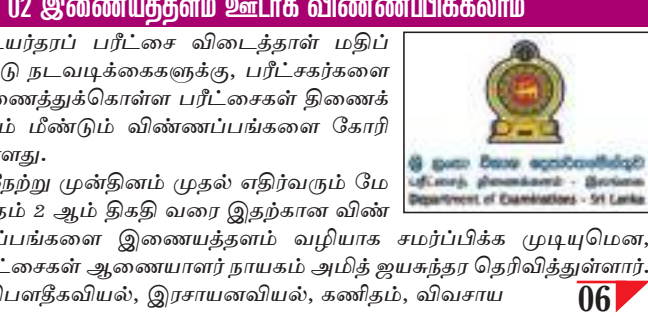 02 இணையத்தளம் ஊடாக விண்ணப்பிக்கலாம்
யர்தரப் பரீட்சை விடைத்தாள் மதிப்
டு நடவடிக்கைகளுக்கு, பரீட்சகர்களை
ணைத்துக்கொள்ள பரீட்சைகள் திணைக்
ம் மீண்டும் விண்ணப்பங்களை கோரி
ளது.
நேற்று முன்தினம் முதல் எதிர்வரும் மே
தம் 2 ஆம் திகதி வரை இதற்கான விண்
ப்பங்களை இணையத்தளம் வழியாக சமர்ப்பிக்க முடியுமென,
ட்சைகள் ஆணையாளர் நாயகம் அமித் ஜயசுந்தர தெரிவித்துள்ளார்.
பௌதீகவியல், இரசாயனவியல், கணிதம், விவசாய
ශ්‍රී ලංකා විභාග දෙපාර්තමේන්තුව
பரீட்சைத் திணைக்களம் - இலங்கை
Department of Examinations - Sri Lanka
06